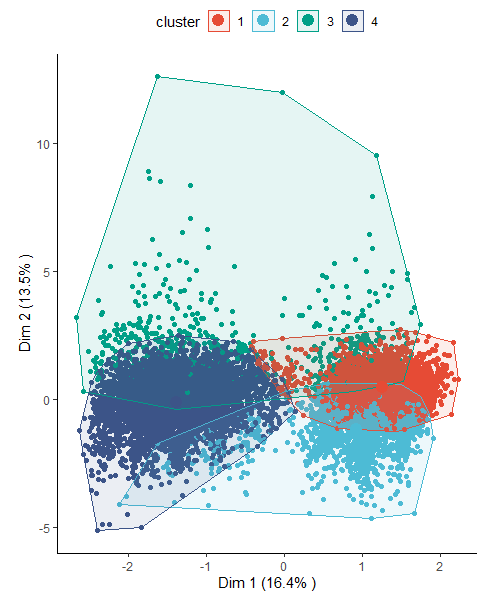 cluster 1 2 3 4
10
5
0
-5
Dim 2 (13.5% )
-2 -1 0 1 2
Dim 1 (16.4% )